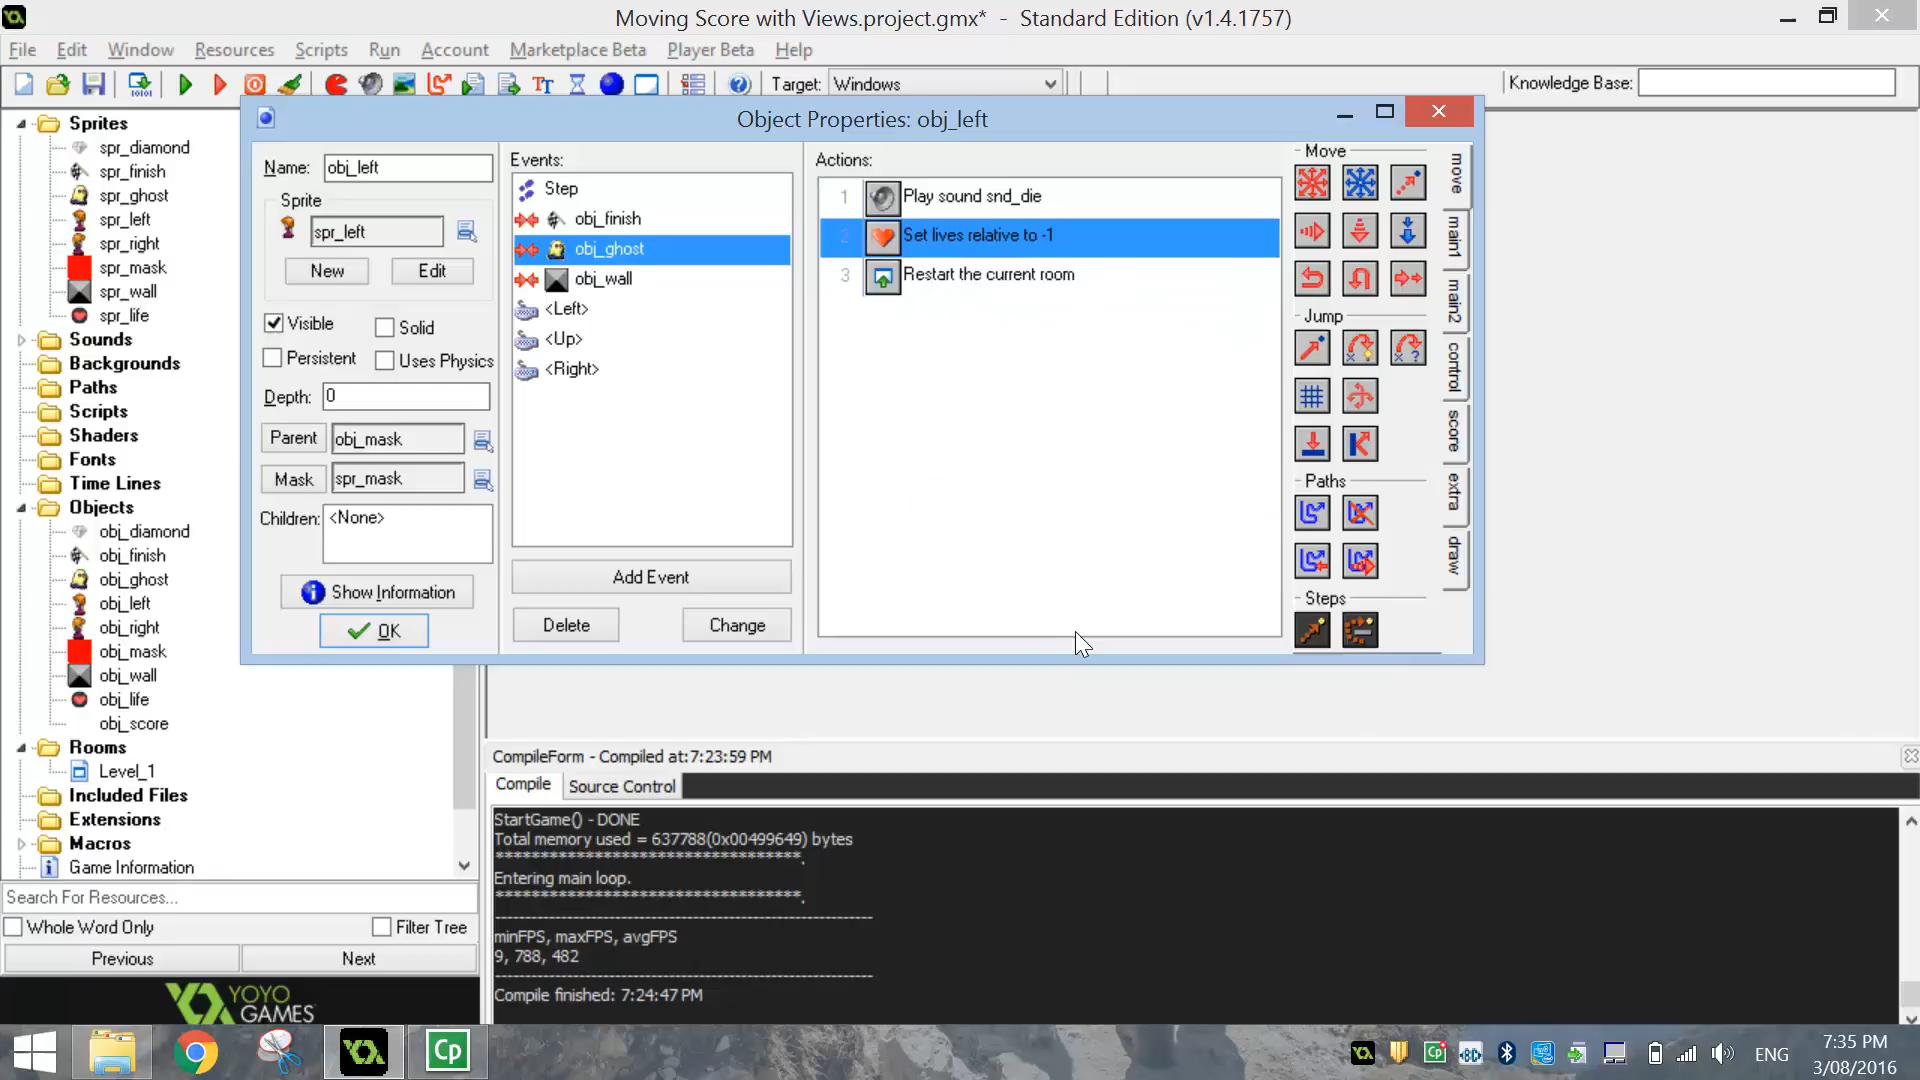 Moving Score with Views.project.gmx* - Standard Edition (v1.4.1757)
File Edit Window Resources Scripts Run Account Marketplace Beta Player Beta Help
Target: Windows
Knowledge Base:
Object Properties: obj_left
Sprites
spr_diamond
spr_finish
spr_ghost
spr_left
spr_right
spr_mask
spr_wall
spr_life
Sounds
Backgrounds
Paths
Scripts
Shaders
Fonts
Time Lines
Objects
obj_diamond
obj_finish
obj_ghost
obj_left
obj_right
obj_mask
obj_wall
obj_life
obj_score
Rooms
Level_1
Included Files
Extensions
Macros
Game Information
Search For Resources...
Whole Word Only
Filter Tree
Previous
Next
YOYO
GAMES
Name: obj_left
Sprite
spr_left
New
Edit
Visible
Solid
Persistent
Uses Physics
Depth: 0
Parent obj_mask
Mask spr_mask
Children: <None>
Show Information
OK
Events:
Step
obj_finish
obj_ghost
obj_wall
<Left>
<Up>
<Right>
Add Event
Delete
Change
Actions:
1 Play sound snd_die
2 Set lives relative to -1
3 Restart the current room
Move
Jump
Paths
Steps
move
main1
main2
control
score
extra
draw
CompileForm - Compiled at:7:23:59 PM
Compile
Source Control
StartGame() - DONE
Total memory used = 637788(0x00499649) bytes
***********************************.
Entering main loop.
***********************************.
minFPS, maxFPS, avgFPS
9, 788, 482
Compile finished: 7:24:47 PM
Cp
ENG
7:35 PM
3/08/2016